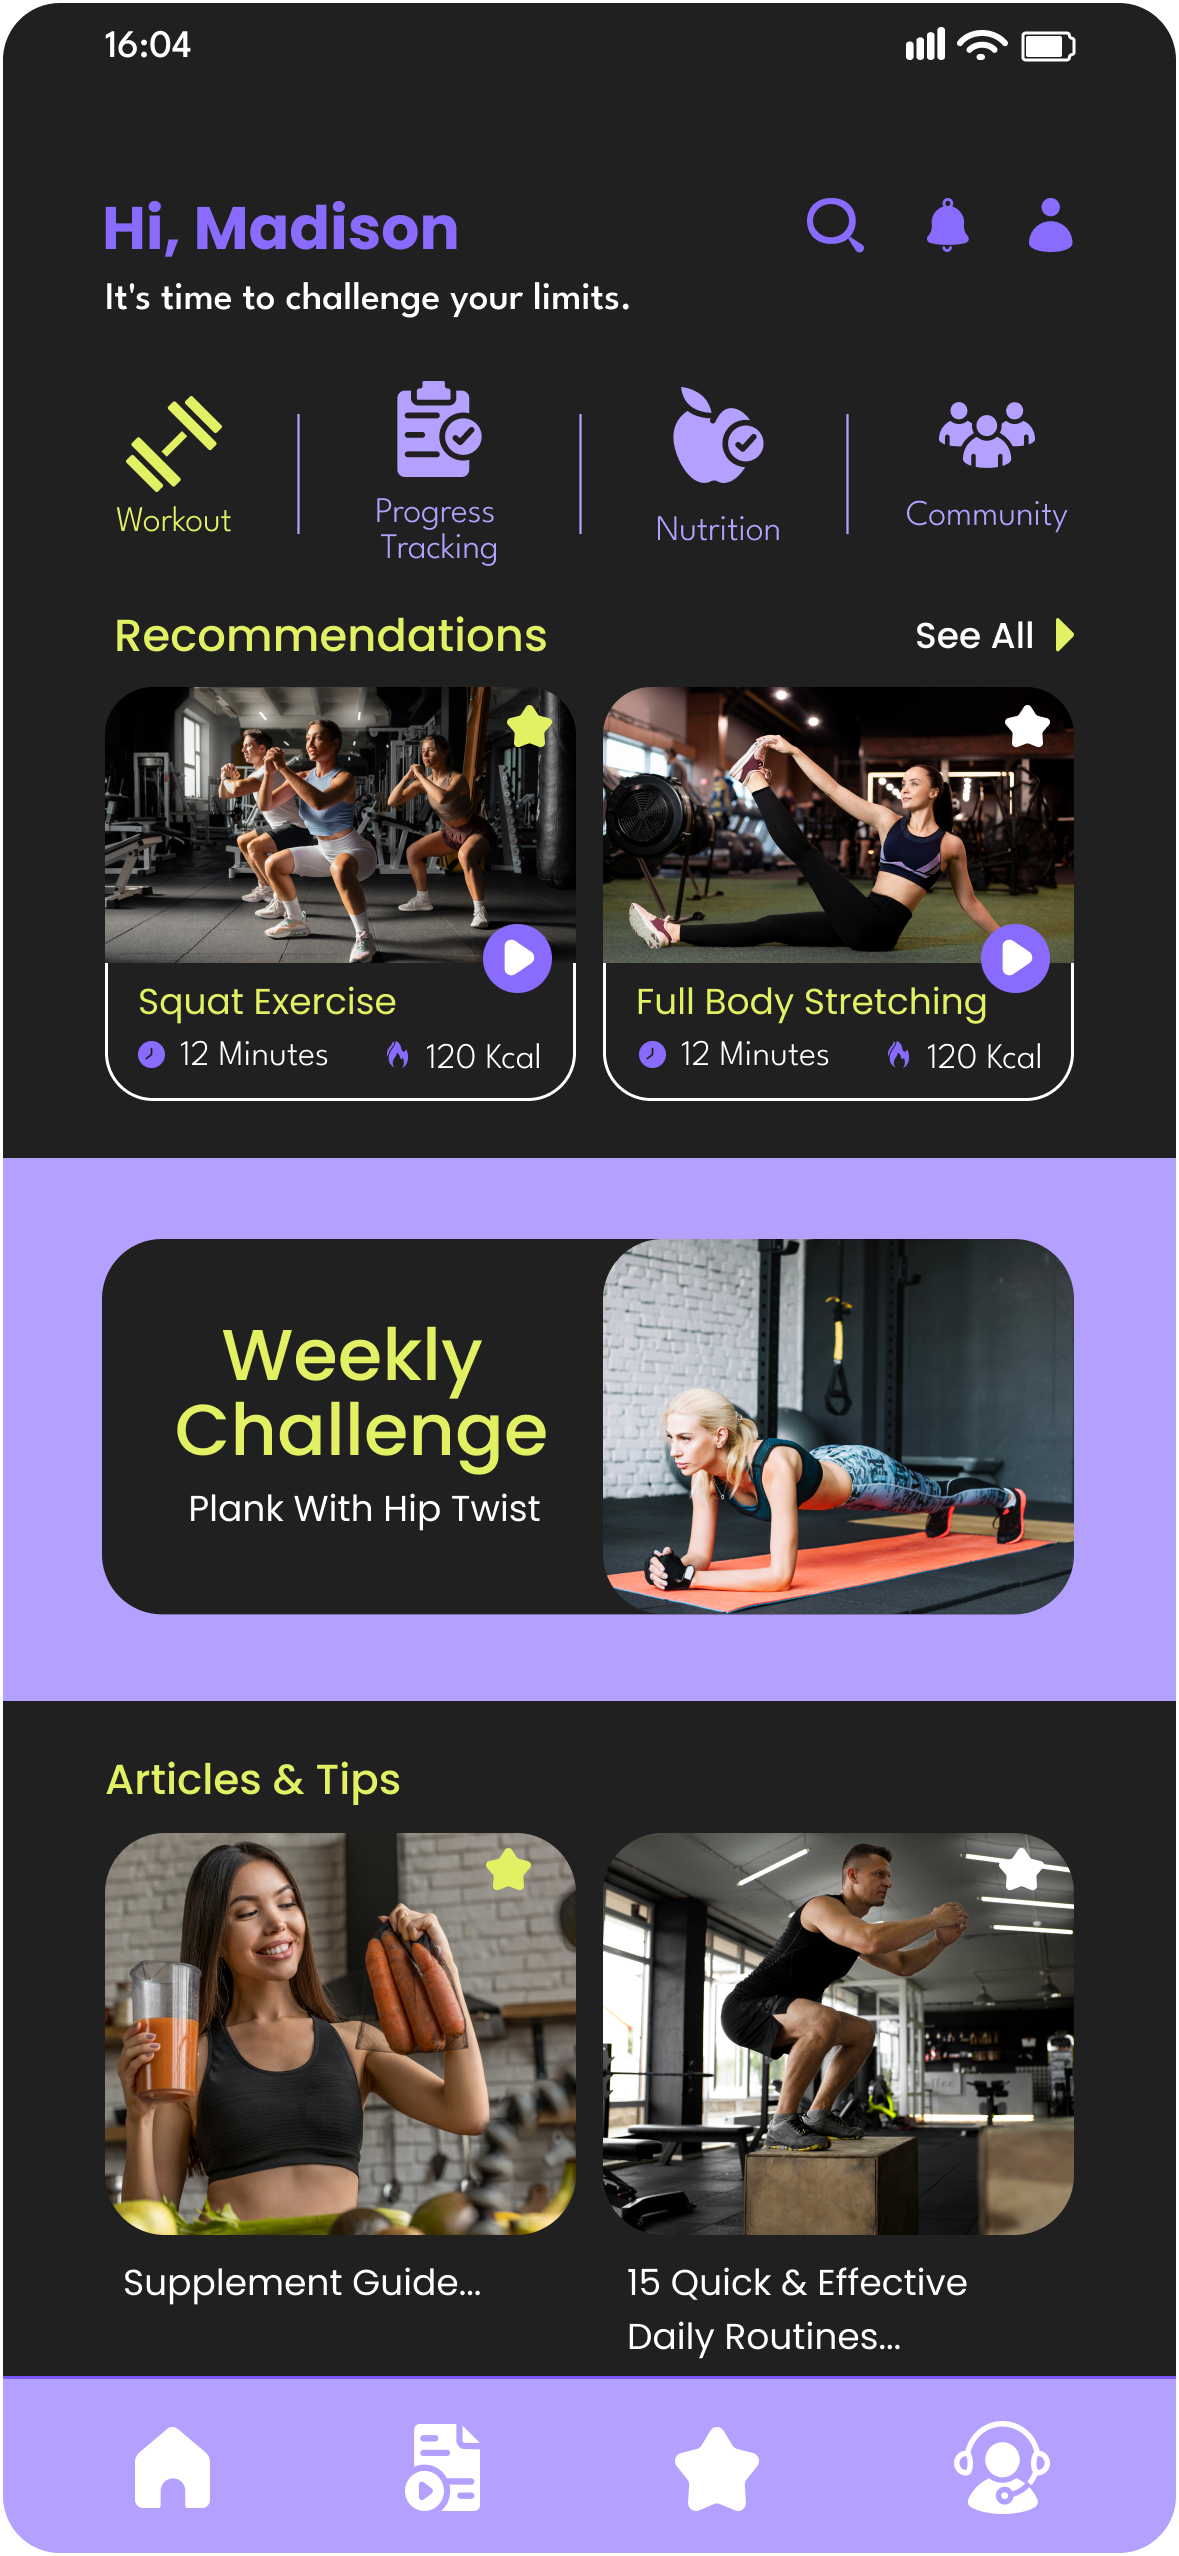 16:04
Hi, Madison
It's time to challenge your limits.
Workout
Progress
Tracking
Nutrition
Community
Recommendations
See All
Squat Exercise
12 Minutes
120 Kcal
Full Body Stretching
12 Minutes
120 Kcal
Weekly
Challenge
Plank With Hip Twist
Articles & Tips
Supplement Guide...
15 Quick & Effective
Daily Routines...